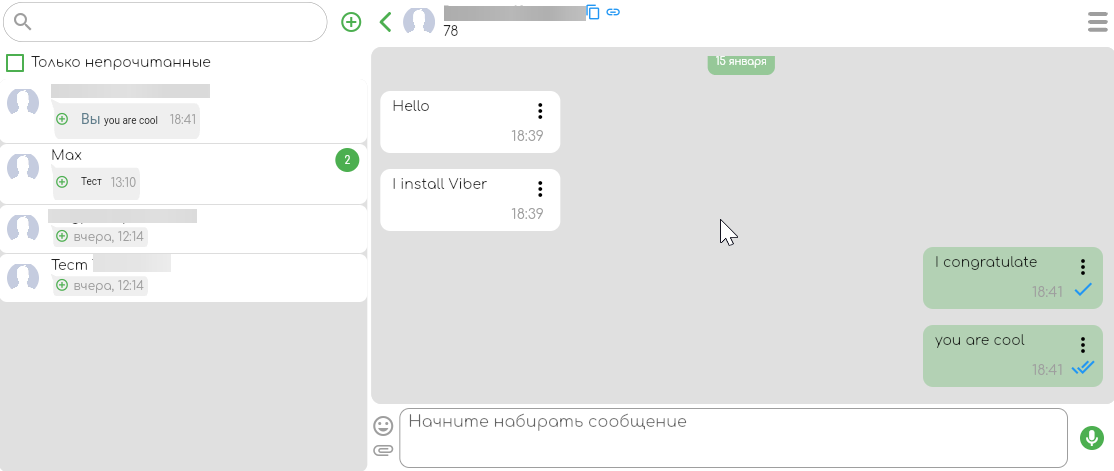 Только непрочитанные
Вы you are cool 18:41
Max
2
Тест 13:10
вчера, 12:14
Тест
вчера, 12:14
78
15 января
Hello
18:39
I install Viber
18:39
I congratulate
18:41
you are cool
18:41
Начните набирать сообщение